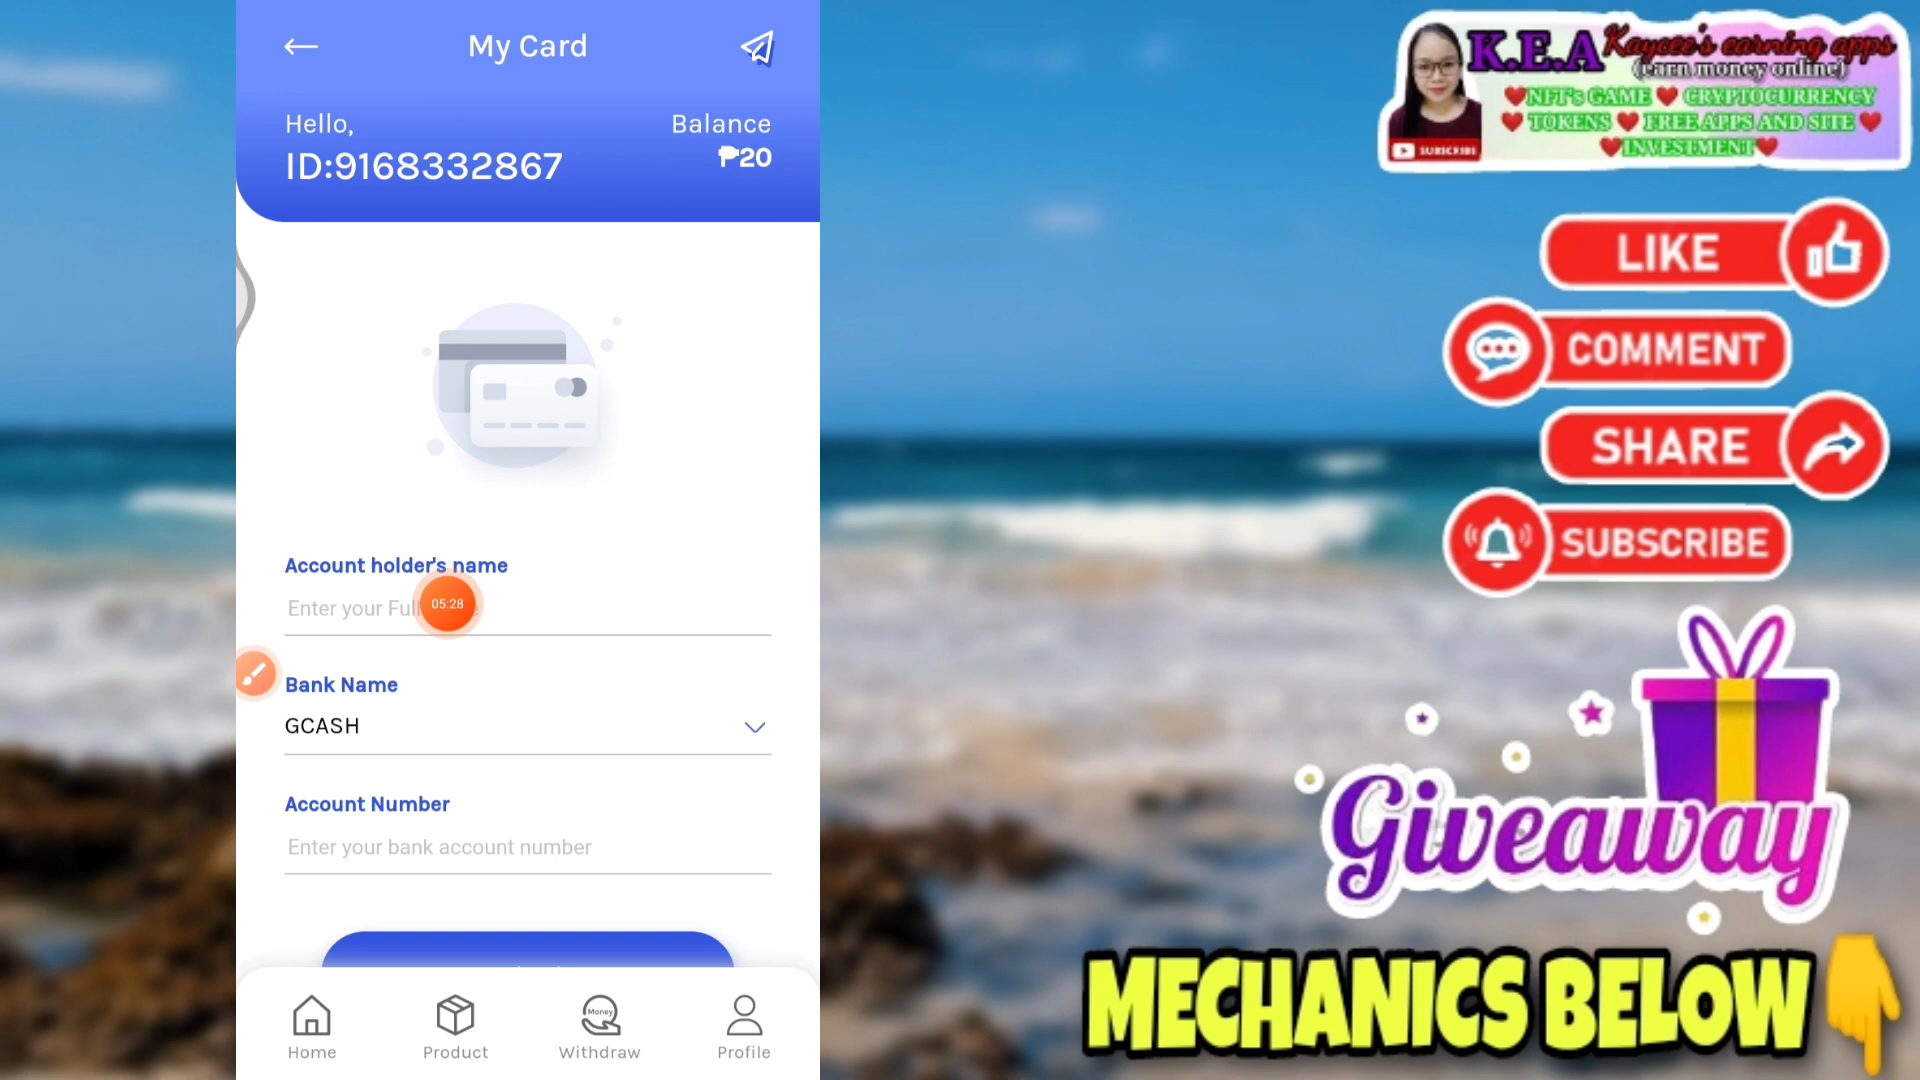 My Card
Hello,
Balance
ID:9168332867
₱20
Account holder's name
Enter your Full
05:28
Bank Name
GCASH
Account Number
Enter your bank account number
Money
Home
Product
Withdraw
Profile
K.E.A Kaycee's earning apps
(earn money online)
❤️NFT's GAME ❤️ CRYPTOCURRENCY
❤️ TOKENS ❤️ FREE APPS AND SITE ❤️
❤️INVESTMENT❤️
SUBSCRIBE
LIKE
COMMENT
SHARE
SUBSCRIBE
Giveaway
MECHANICS BELOW